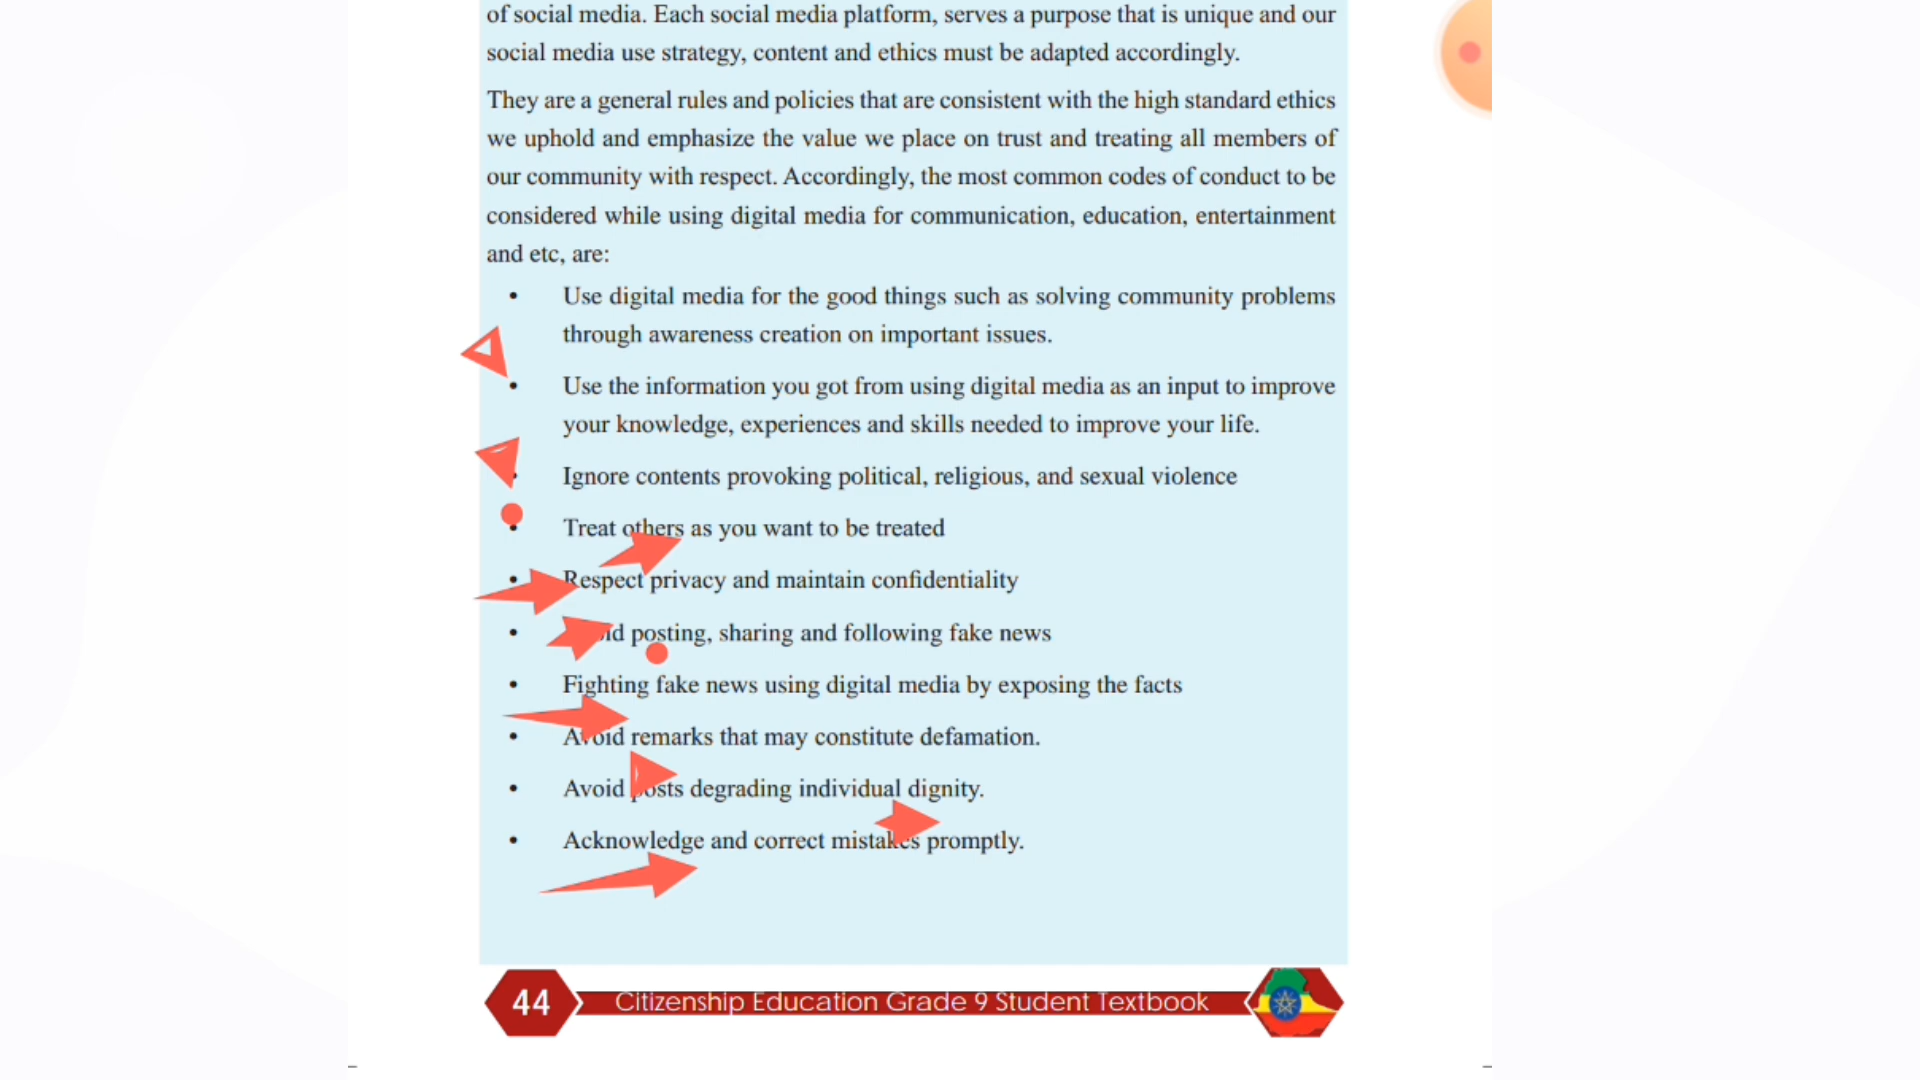 of social media. Each social media platform, serves a purpose that is unique and our
social media use strategy, content and ethics must be adapted accordingly.
They are a general rules and policies that are consistent with the high standard ethics
we uphold and emphasize the value we place on trust and treating all members of
our community with respect. Accordingly, the most common codes of conduct to be
considered while using digital media for communication, education, entertainment
and etc, are:
• Use digital media for the good things such as solving community problems
through awareness creation on important issues.
• Use the information you got from using digital media as an input to improve
your knowledge, experiences and skills needed to improve your life.
• Ignore contents provoking political, religious, and sexual violence
• Treat others as you want to be treated
• Respect privacy and maintain confidentiality
• posting, sharing and following fake news
• Fighting fake news using digital media by exposing the facts
• Avoid remarks that may constitute defamation.
• Avoid posts degrading individual dignity.
• Acknowledge and correct mistakes promptly.
44 Citizenship Education Grade 9 Student Textbook